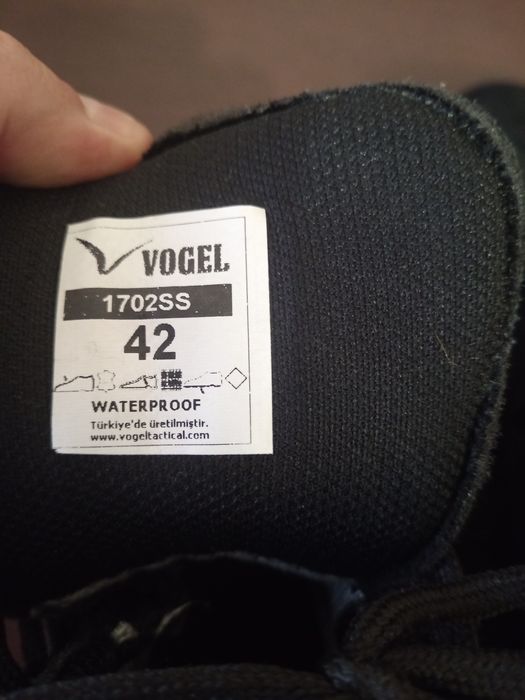 VOGEL
1702SS
42
WATERPROOF
Türkiye'de üretilmiştir.
www.vogeltactical.com